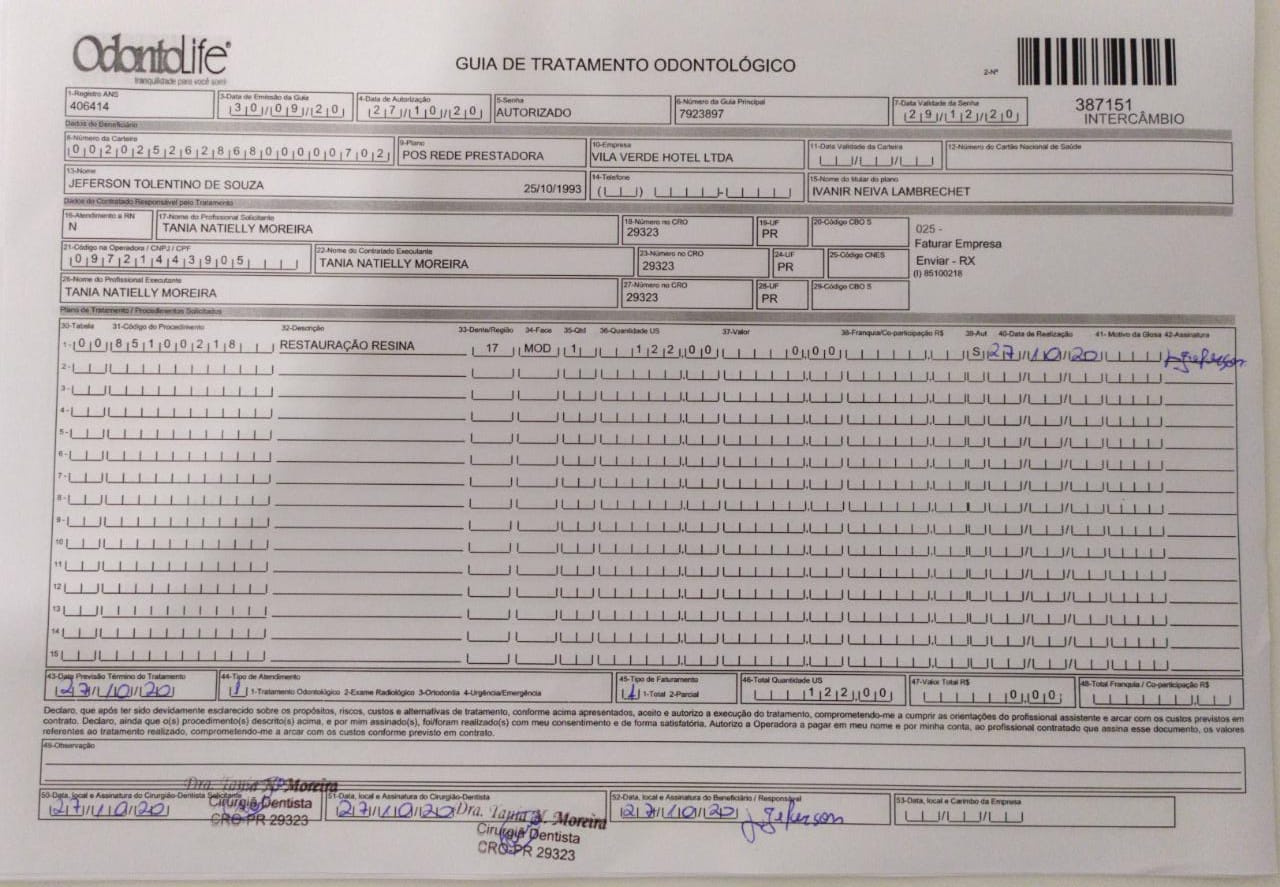 OdontoLife
tranquilidade para você sorrir
GUIA DE TRATAMENTO ODONTOLÓGICO
2-Nº
387151
INTERCÂMBIO
1-Registro ANS
406414
3-Data de Emissão da Guia
30/09/20
4-Data de Autorização
27/10/20
5-Senha
AUTORIZADO
6-Número da Guia Principal
7923897
7-Data Validade da Senha
29/12/20
Dados do Beneficiário
8-Número da Carteira
00202526286800000702
9-Plano
POS REDE PRESTADORA
10-Empresa
VILA VERDE HOTEL LTDA
11-Data Validade da Carteira
12-Número do Cartão Nacional de Saúde
13-Nome
JEFERSON TOLENTINO DE SOUZA 25/10/1993
14-Telefone
15-Nome do titular do plano
IVANIR NEIVA LAMBRECHET
Dados do Contratado Responsável pelo Tratamento
16-Atendimento a RN
N
17-Nome do Profissional Solicitante
TANIA NATIELLY MOREIRA
18-Número no CRO
29323
19-UF
PR
20-Código CBO S
025 -
Faturar Empresa
Enviar - RX
(I) 85100218
21-Código na Operadora / CNPJ / CPF
09721443905
22-Nome do Contratado Executante
TANIA NATIELLY MOREIRA
23-Número no CRO
29323
24-UF
PR
25-Código CNES
26-Nome do Profissional Executante
TANIA NATIELLY MOREIRA
27-Número no CRO
29323
28-UF
PR
29-Código CBO S
Plano de Tratamento / Procedimentos Solicitados
30-Tabela 31-Código do Procedimento 32-Descrição 33-Dente/Região 34-Face 35-Qtd 36-Quantidade US 37-Valor 38-Franquia/Co-participação R$ 39-Aut 40-Data de Realização 41- Motivo da Glosa 42-Assinatura
1- 00 85100218 RESTAURAÇÃO RESINA 17 MOD 1 122,00 0,00 S 27/10/20 Jeferson
2-
3-
4-
5-
6-
7-
8-
9-
10
11
12
13
14
15
43-Data Previsão Término do Tratamento
27/10/20
44-Tipo de Atendimento
1 1-Tratamento Odontológico 2-Exame Radiológico 3-Ortodontia 4-Urgência/Emergência
45-Tipo de Faturamento
1 1-Total 2-Parcial
46-Total Quantidade US
122,00
47-Valor Total R$
0,00
48-Total Franquia / Co-participação R$
Declaro, que após ter sido devidamente esclarecido sobre os propósitos, riscos, custos e alternativas de tratamento, conforme acima apresentados, aceito e autorizo a execução do tratamento, comprometendo-me a cumprir as orientações do profissional assistente e arcar com os custos previstos em
contrato. Declaro, ainda que o(s) procedimento(s) descrito(s) acima, e por mim assinado(s), foi/foram realizado(s) com meu consentimento e de forma satisfatória. Autorizo a Operadora a pagar em meu nome e por minha conta, ao profissional contratado que assina esse documento, os valores
referentes ao tratamento realizado, comprometendo-me a arcar com os custos conforme previsto em contrato.
49-Observação
50-Data, local e Assinatura do Cirurgião-Dentista Solicitante
27/10/20
Dra. Tania N. Moreira
Cirurgiã Dentista
CRO-PR 29323
51-Data, local e Assinatura do Cirurgião-Dentista
27/10/20
Dra. Tania N. Moreira
Cirurgiã Dentista
CRO-PR 29323
52-Data, local e Assinatura do Beneficiário / Responsável
27/10/20 Jeferson
53-Data, local e Carimbo da Empresa